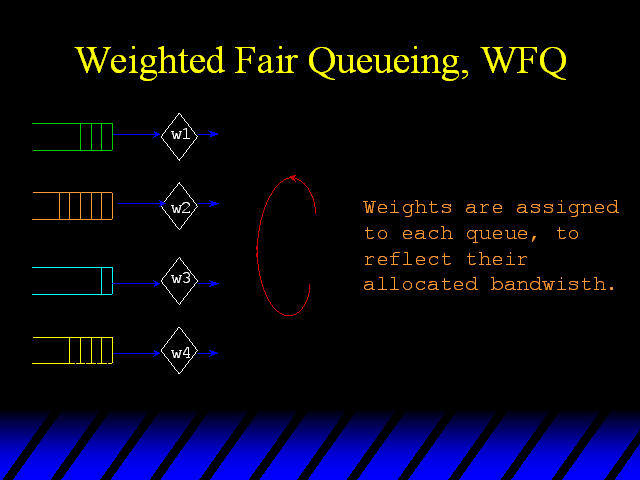 Weighted Fair Queueing, WFQ
w1
w2
w3
w4
Weights are assigned
to each queue, to
reflect their
allocated bandwisth.